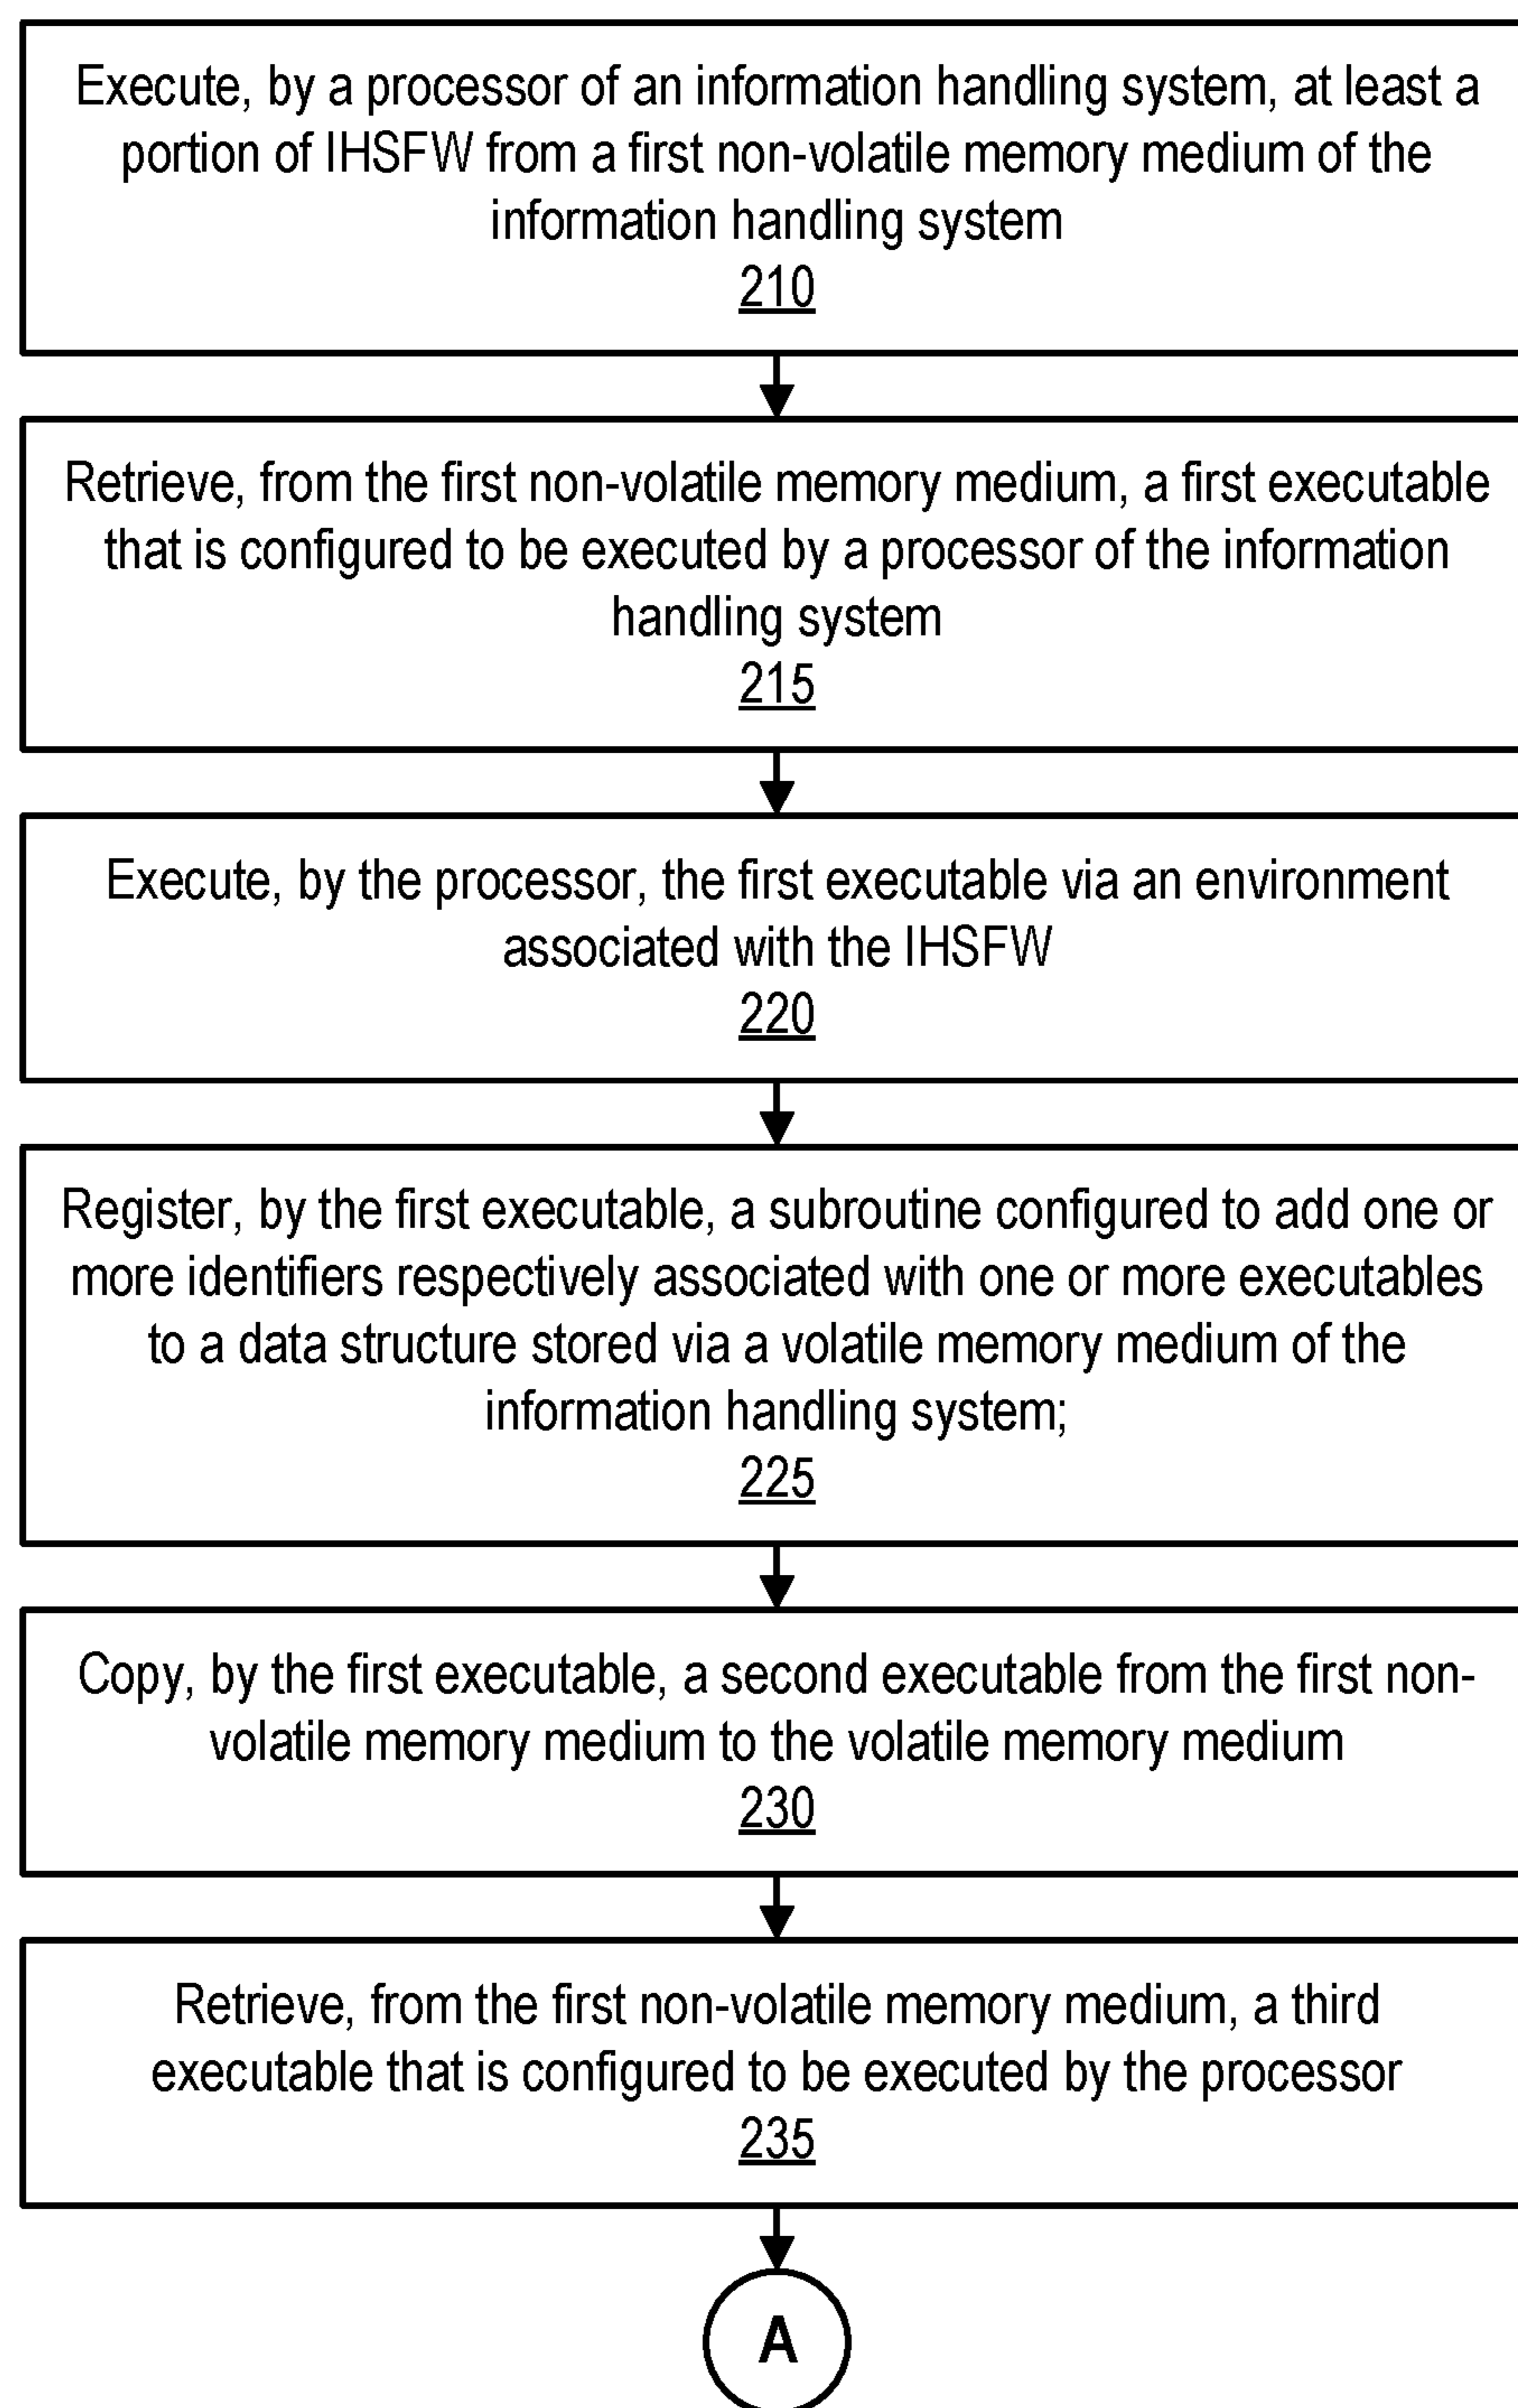 Execute, by a processor of an information handling system, at least a
portion of IHSFW from a first non-volatile memory medium of the
information handling system
210
Retrieve, from the first non-volatile memory medium, a first executable
that is configured to be executed by a processor of the information
handling system
215
Execute, by the processor, the first executable via an environment
associated with the IHSFW
220
Register, by the first executable, a subroutine configured to add one or
more identifiers respectively associated with one or more executables
to a data structure stored via a volatile memory medium of the
information handling system;
225
Copy, by the first executable, a second executable from the first non-
volatile memory medium to the volatile memory medium
230
Retrieve, from the first non-volatile memory medium, a third
executable that is configured to be executed by the processor
235
A